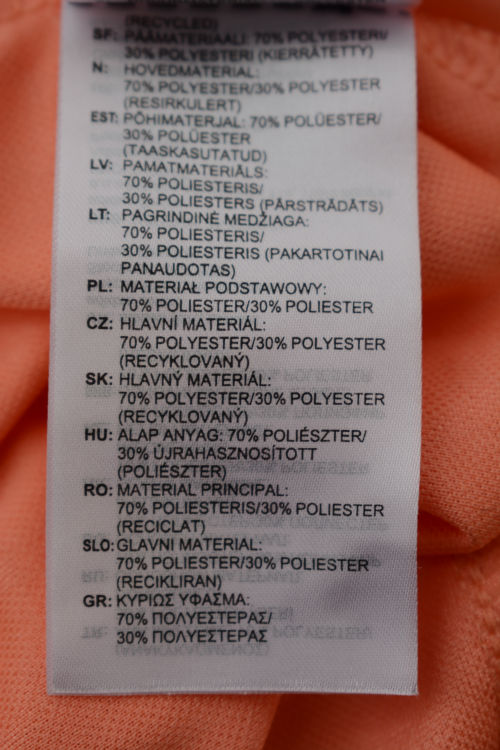 (RECYCLED)
SF: PÄÄMATERIAALI: 70% POLYESTERI/
30% POLYESTERI (KIERRÄTETTY)
N: HOVEDMATERIAL:
70% POLYESTER/30% POLYESTER
(RESIRKULERT)
EST: PÕHIMATERJAL: 70% POLÜESTER/
30% POLÜESTER
(TAASKASUTATUD)
LV: PAMATMATERIĀLS:
70% POLIESTERIS/
30% POLIESTERS (PĀRSTRĀDĀTS)
LT: PAGRINDINĖ MEDŽIAGA:
70% POLIESTERIS/
30% POLIESTERIS (PAKARTOTINAI
PANAUDOTAS)
PL: MATERIAŁ PODSTAWOWY:
70% POLIESTER/30% POLIESTER
CZ: HLAVNÍ MATERIÁL:
70% POLYESTER/30% POLYESTER
(RECYKLOVANÝ)
SK: HLAVNÝ MATERIÁL:
70% POLYESTER/30% POLYESTER
(RECYKLOVANÝ)
HU: ALAP ANYAG: 70% POLIÉSZTER/
30% ÚJRAHASZNOSÍTOTT
(POLIÉSZTER)
RO: MATERIAL PRINCIPAL:
70% POLIESTERIS/30% POLIESTER
(RECICLAT)
SLO: GLAVNI MATERIAL:
70% POLIESTER/30% POLIESTER
(RECIKLIRAN)
GR: ΚΥΡΙΩΣ ΥΦΑΣΜΑ:
70% ΠΟΛΥΕΣΤΕΡΑΣ/
30% ΠΟΛΥΕΣΤΕΡΑΣ